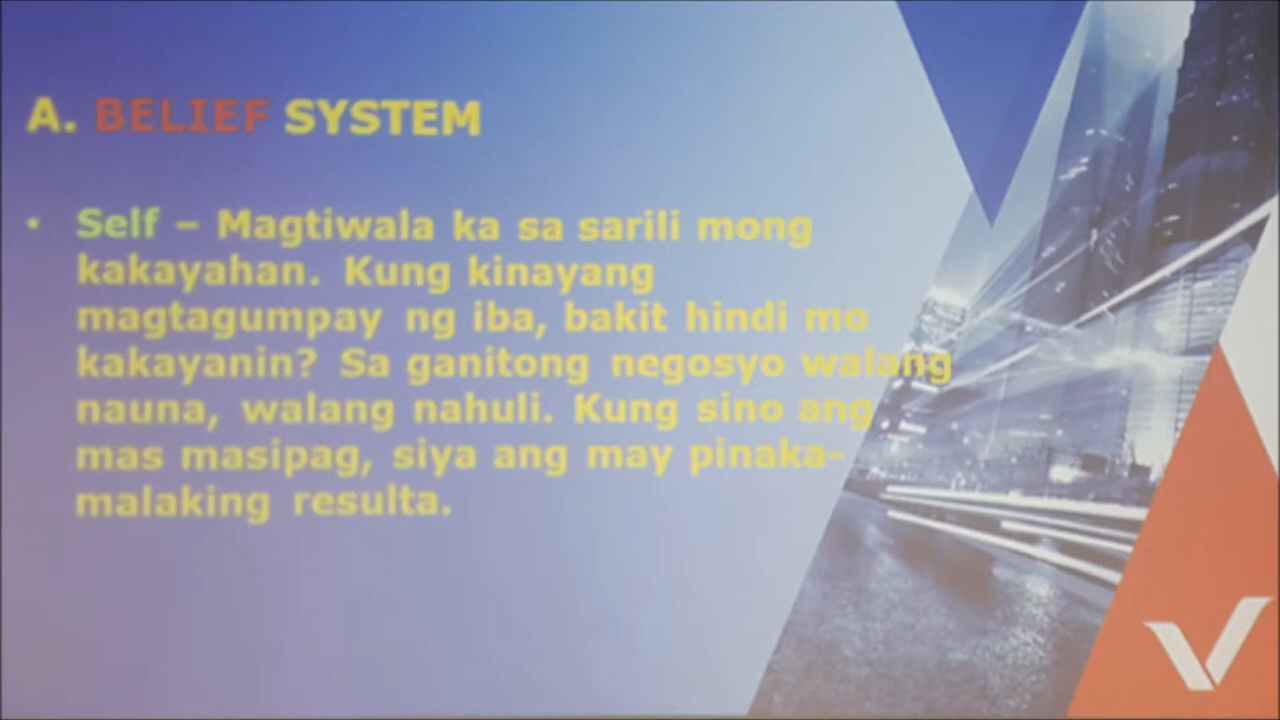 A. BELIEF SYSTEM
• Self – Magtiwala ka sa sarili mong
kakayahan. Kung kinayang
magtagumpay ng iba, bakit hindi mo
kakayanin? Sa ganitong negosyo walang
nauna, walang nahuli. Kung sino ang
mas masipag, siya ang may pinaka-
malaking resulta.